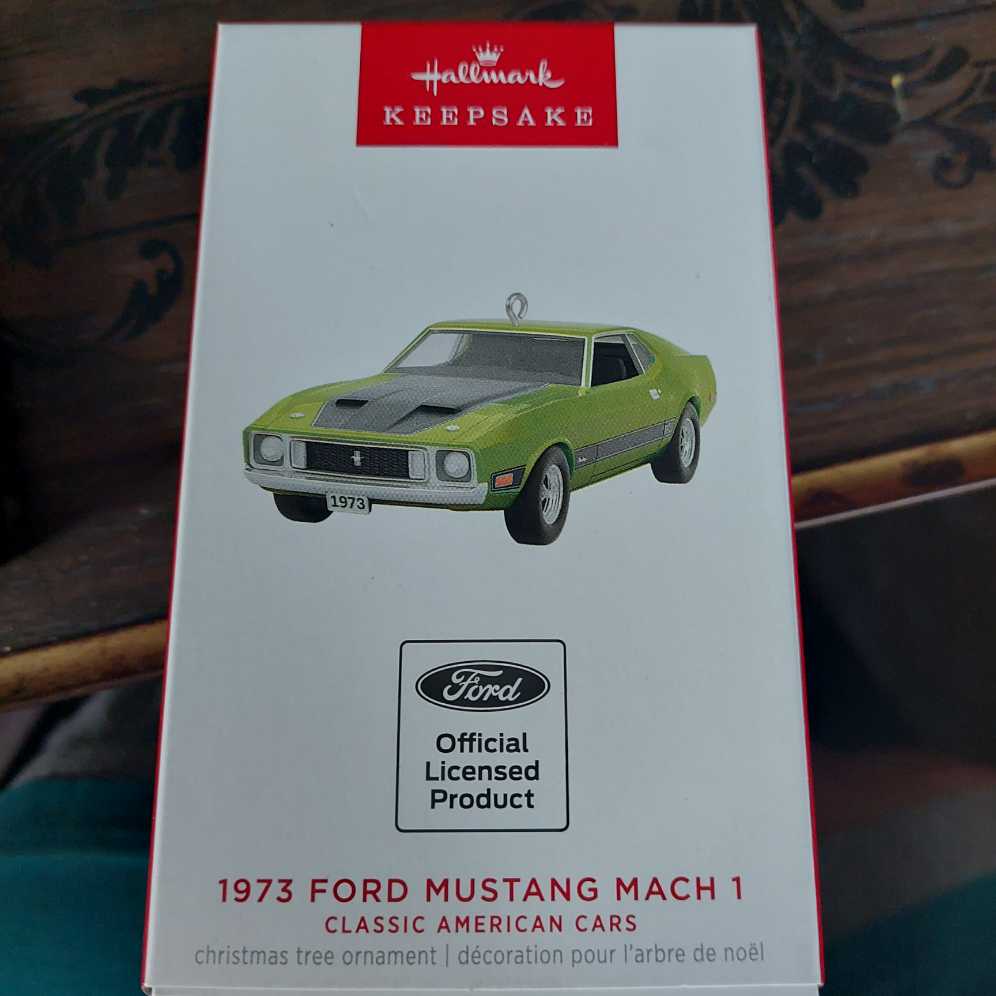 Hallmark
KEEPSAKE
1973
Ford
Official
Licensed
Product
1973 FORD MUSTANG MACH 1
CLASSIC AMERICAN CARS
christmas tree ornament | décoration pour l'arbre de noël